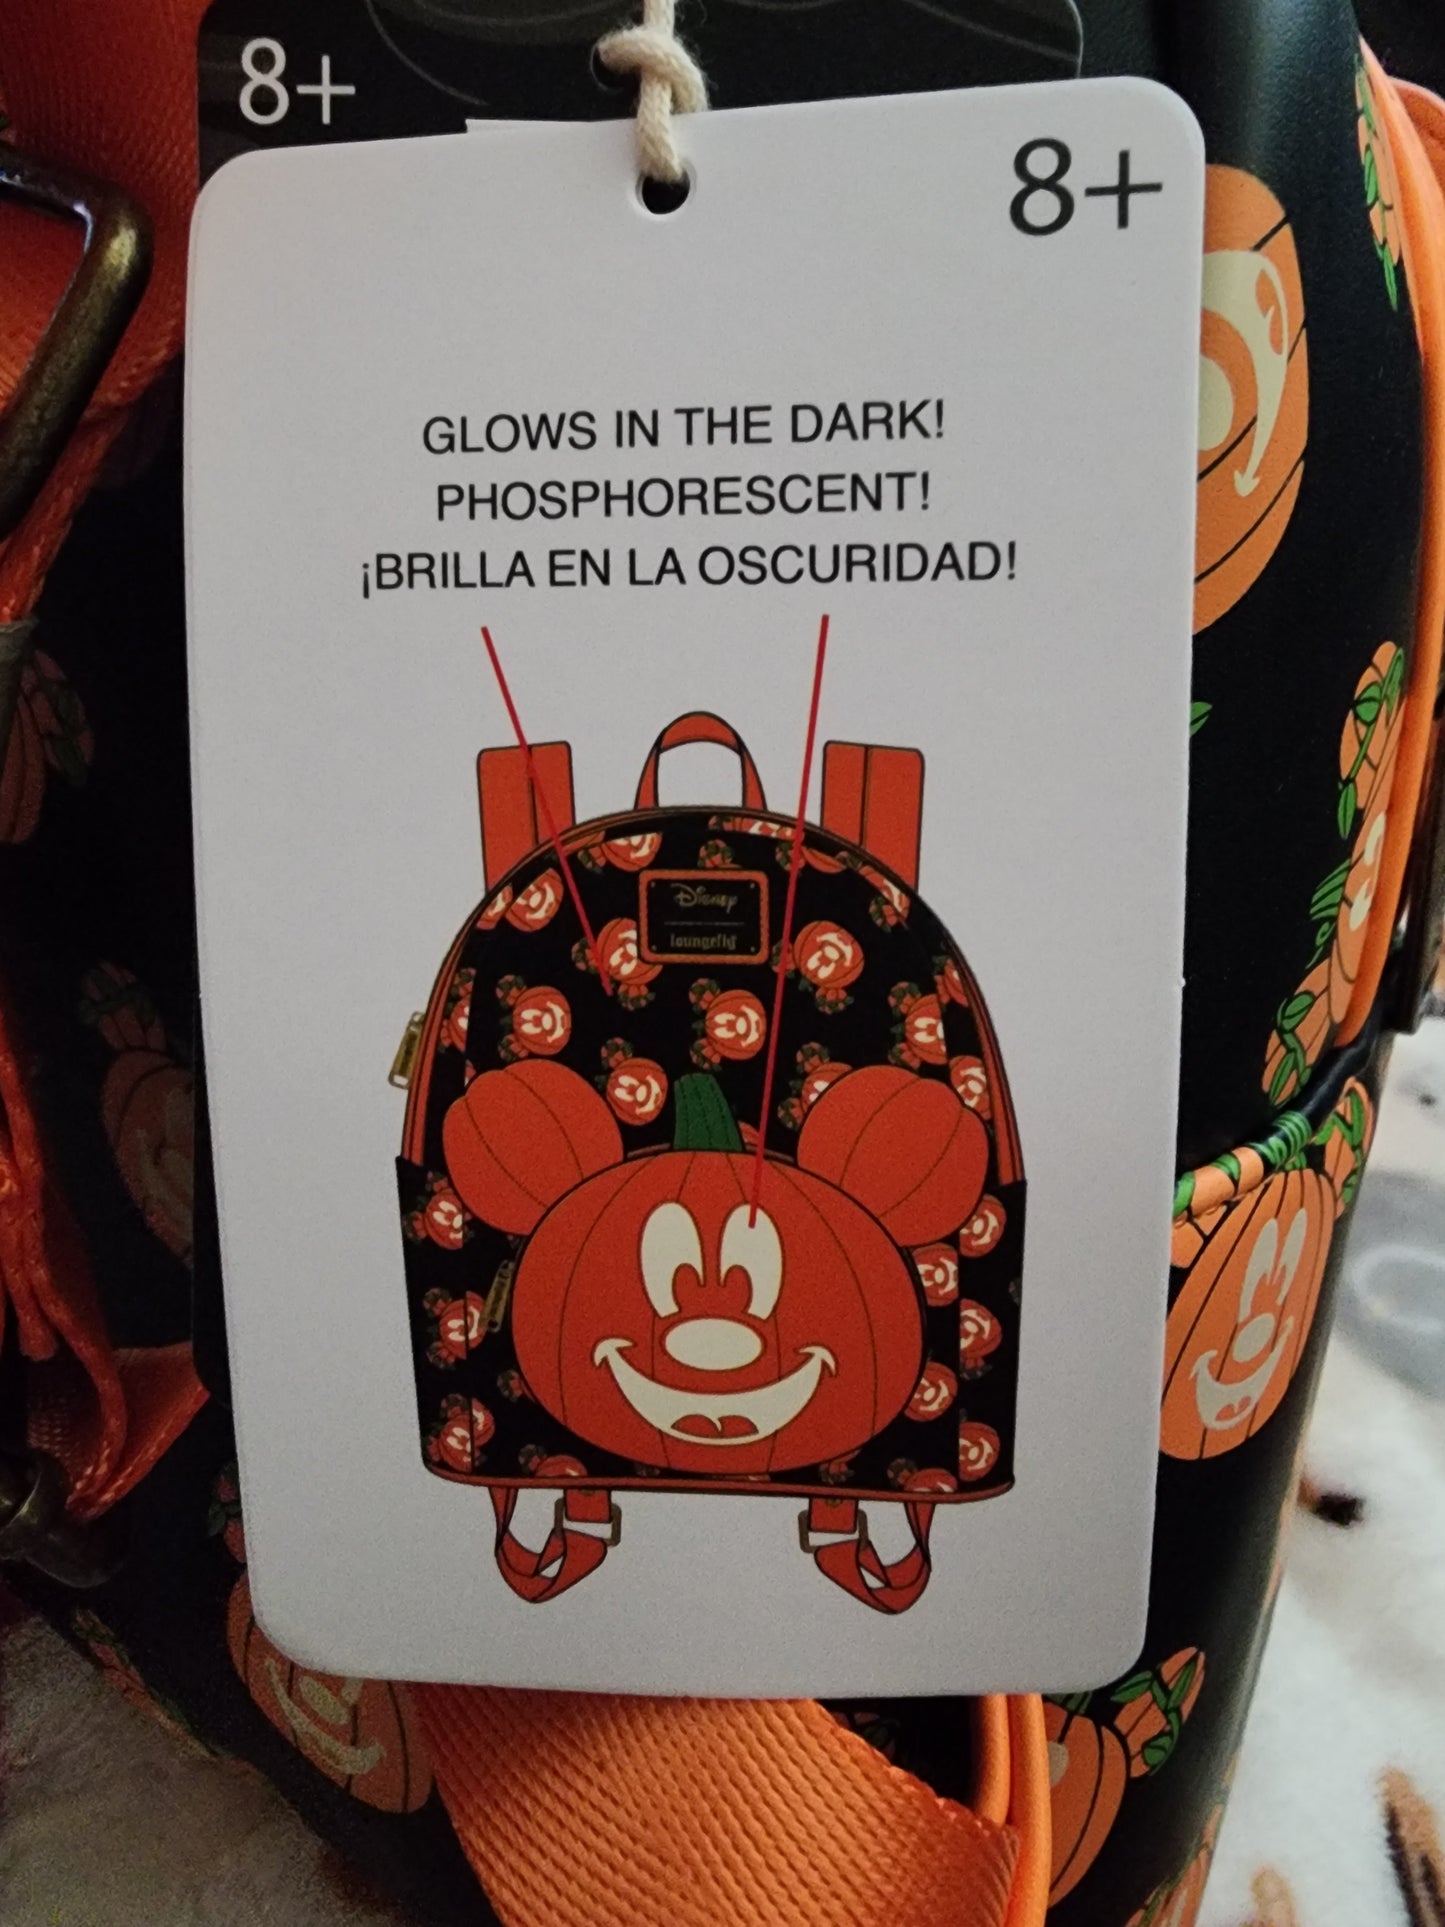 8+
8+
GLOWS IN THE DARK!
PHOSPHORESCENT!
¡BRILLA EN LA OSCURIDAD!
Disney
loungefly